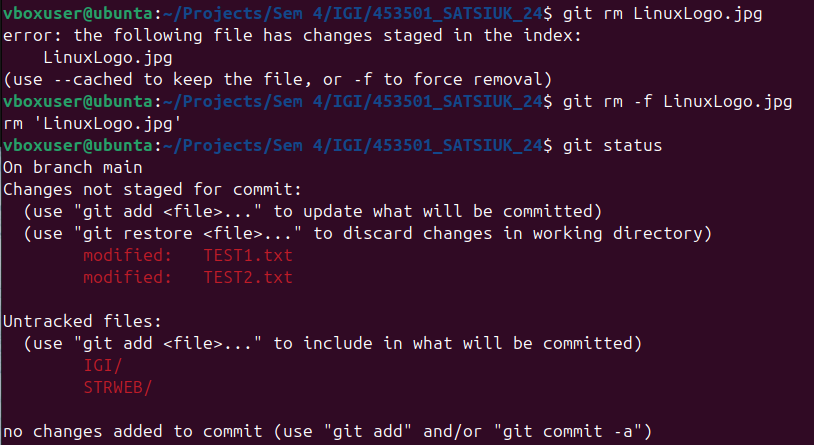 vboxuser@ubunta:~/Projects/Sem 4/IGI/453501_SATSIUK_24$ git rm LinuxLogo.jpg
error: the following file has changes staged in the index:
    LinuxLogo.jpg
(use --cached to keep the file, or -f to force removal)
vboxuser@ubunta:~/Projects/Sem 4/IGI/453501_SATSIUK_24$ git rm -f LinuxLogo.jpg
rm 'LinuxLogo.jpg'
vboxuser@ubunta:~/Projects/Sem 4/IGI/453501_SATSIUK_24$ git status
On branch main
Changes not staged for commit:
  (use "git add <file>..." to update what will be committed)
  (use "git restore <file>..." to discard changes in working directory)
        modified:   TEST1.txt
        modified:   TEST2.txt

Untracked files:
  (use "git add <file>..." to include in what will be committed)
        IGI/
        STRWEB/

no changes added to commit (use "git add" and/or "git commit -a")